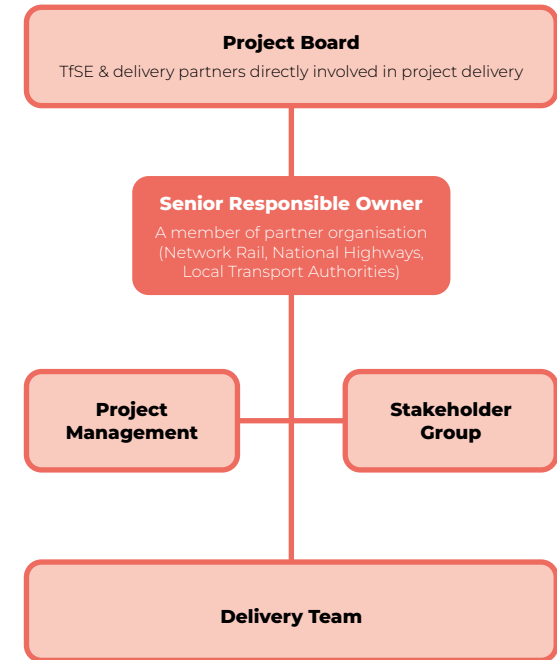 Project Board
TfSE & delivery partners directly involved in project delivery
Senior Responsible Owner
A member of partner organisation
(Network Rail, National Highways,
Local Transport Authorities)
Project
Management
Stakeholder
Group
Delivery Team